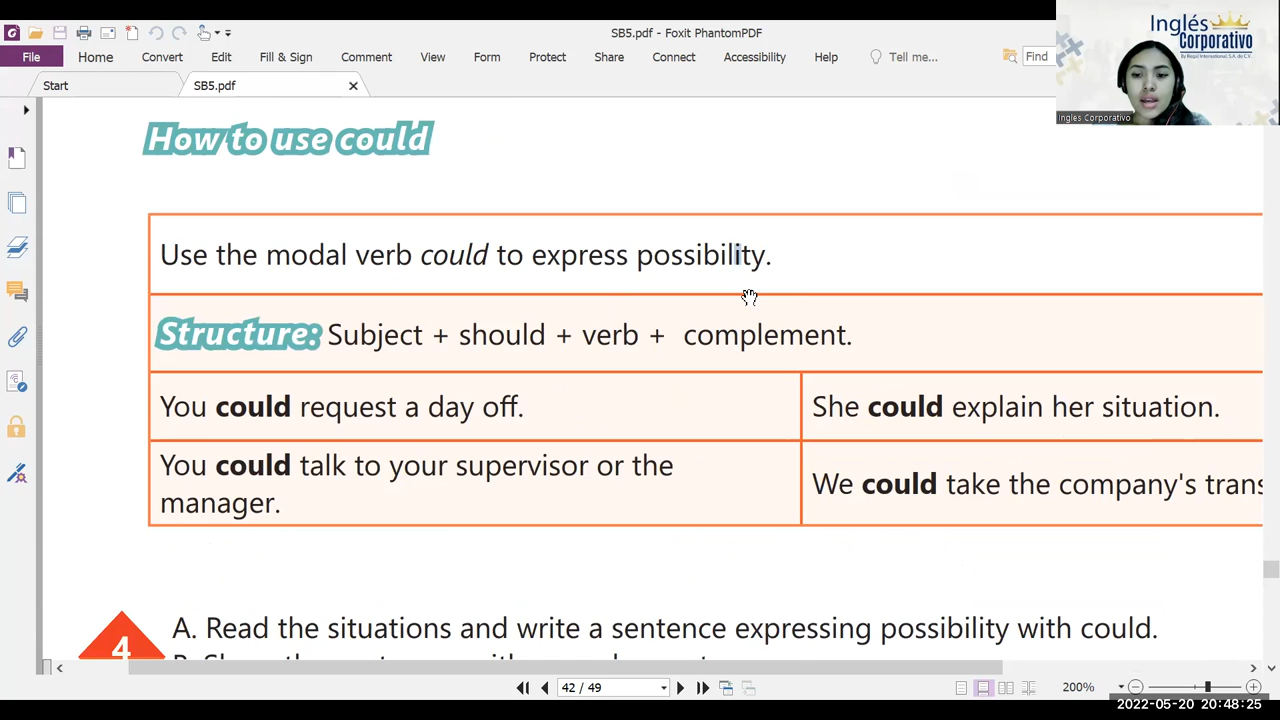 SB5.pdf - Foxit PhantomPDF
File Home Convert Edit Fill & Sign Comment View Form Protect Share Connect Accessibility Help Tell me... Find
Start SB5.pdf
Inglés
Corporativo
By Regal International, S.A. de C.V.
Ingles Corporativo
How to use could
Use the modal verb could to express possibility.
Structure: Subject + should + verb + complement.
You could request a day off.
She could explain her situation.
You could talk to your supervisor or the
manager.
We could take the company's trans
4
A. Read the situations and write a sentence expressing possibility with could.
42 / 49
200%
2022-05-20 20:48:25